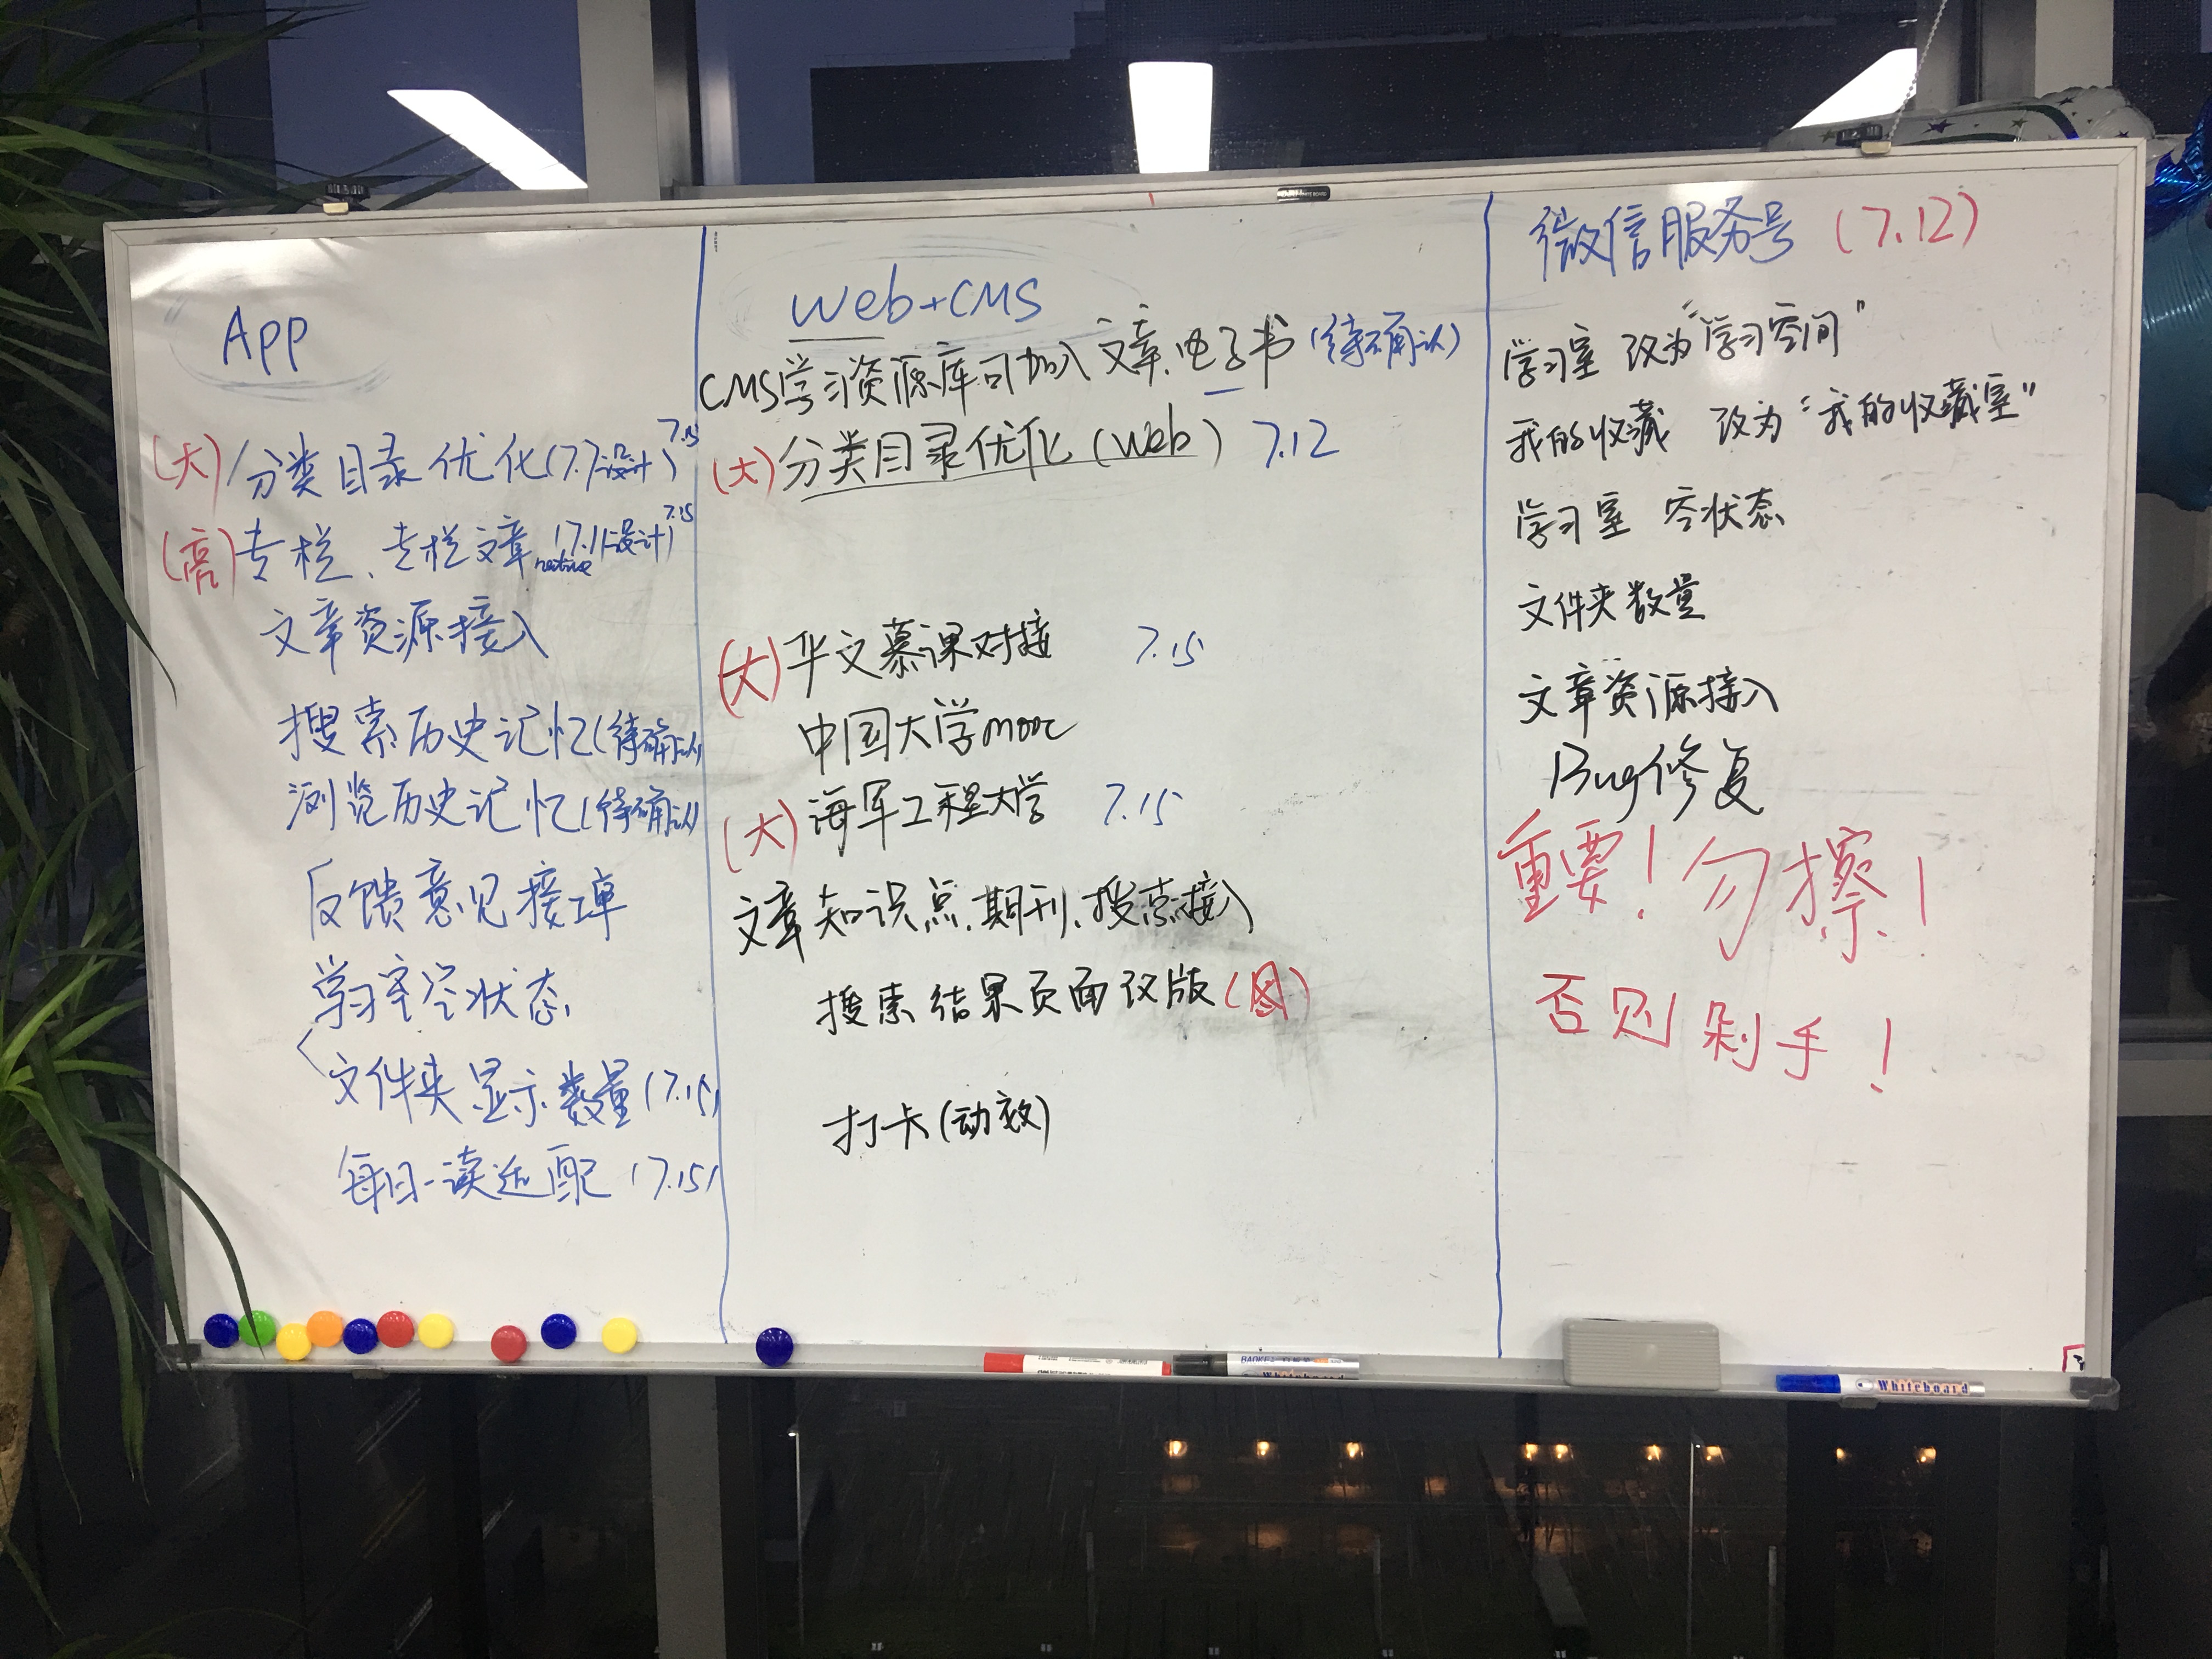 App
(大) 分类目录优化(7.7设计) 7.15
(高) 专栏、专栏文章 native (7.11设计) 7.15
文章资源接入
搜索历史记忆(待确认)
浏览历史记忆(待确认)
反馈意见接
学习室空状态
文件夹显示数量(7.15)
每日一读适配(7.15)
Web+CMS
CMS学习资源库可加入文章、电子书(待确认)
(大) 分类目录优化(Web) 7.12
(大) 华文慕课对接 7.15
中国大学mooc
(大) 海军工程大学 7.15
文章知识点、期刊、搜索接入
搜索结果页面改版(图)
打卡(动效)
微信服务号 (7.12)
学习室 改为“学习空间”
我的收藏 改为“我的收藏室”
学习室 空状态
文件夹数量
文章资源接入
Bug修复
重要！勿擦！
否则剁手！
Whiteboard